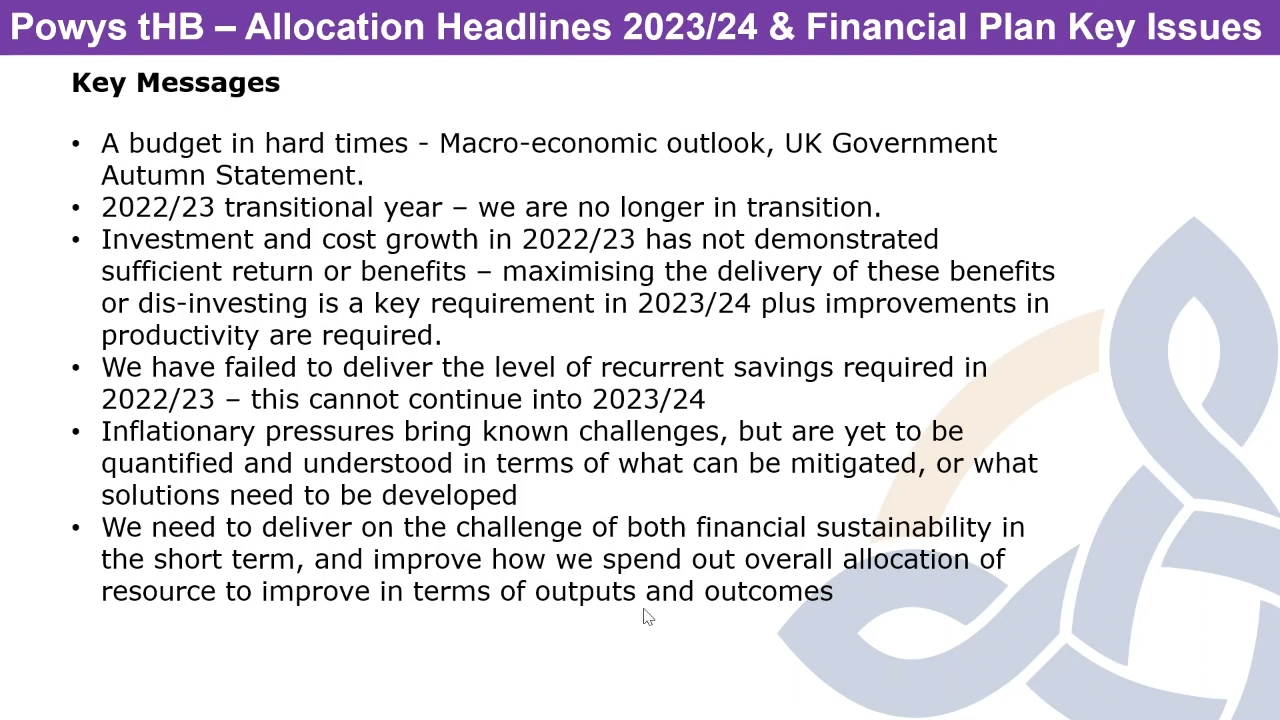 Powys tHB – Allocation Headlines 2023/24 & Financial Plan Key Issues
Key Messages
• A budget in hard times - Macro-economic outlook, UK Government
Autumn Statement.
• 2022/23 transitional year – we are no longer in transition.
• Investment and cost growth in 2022/23 has not demonstrated
sufficient return or benefits – maximising the delivery of these benefits
or dis-investing is a key requirement in 2023/24 plus improvements in
productivity are required.
• We have failed to deliver the level of recurrent savings required in
2022/23 – this cannot continue into 2023/24
• Inflationary pressures bring known challenges, but are yet to be
quantified and understood in terms of what can be mitigated, or what
solutions need to be developed
• We need to deliver on the challenge of both financial sustainability in
the short term, and improve how we spend out overall allocation of
resource to improve in terms of outputs and outcomes